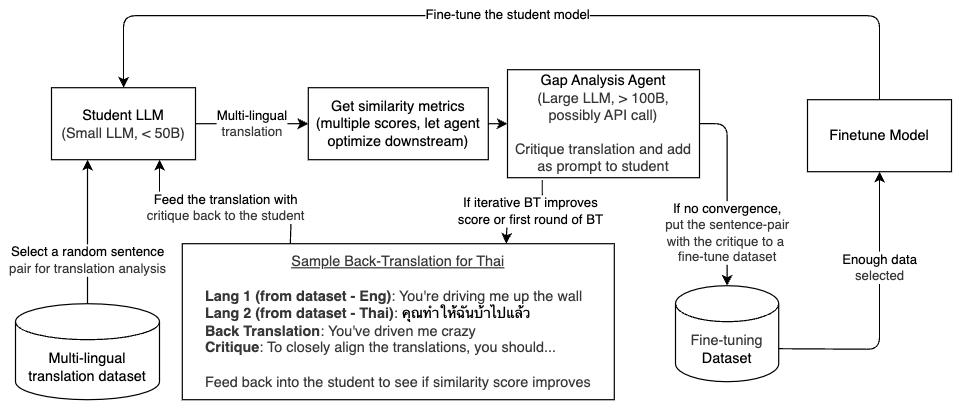 Fine-tune the student model
Student LLM
(Small LLM, < 50B)
Multi-lingual
translation
Get similarity metrics
(multiple scores, let agent
optimize downstream)
Gap Analysis Agent
(Large LLM, > 100B,
possibly API call)
Critique translation and add
as prompt to student
Finetune Model
Feed the translation with
critique back to the student
If iterative BT improves
score or first round of BT
If no convergence,
put the sentence-pair
with the critique to a
fine-tune dataset
Enough data
selected
Select a random sentence
pair for translation analysis
Multi-lingual
translation dataset
Sample Back-Translation for Thai
Lang 1 (from dataset - Eng): You're driving me up the wall
Lang 2 (from dataset - Thai): คุณทำให้ฉันบ้าไปแล้ว
Back Translation: You've driven me crazy
Critique: To closely align the translations, you should...
Feed back into the student to see if similarity score improves
Fine-tuning
Dataset